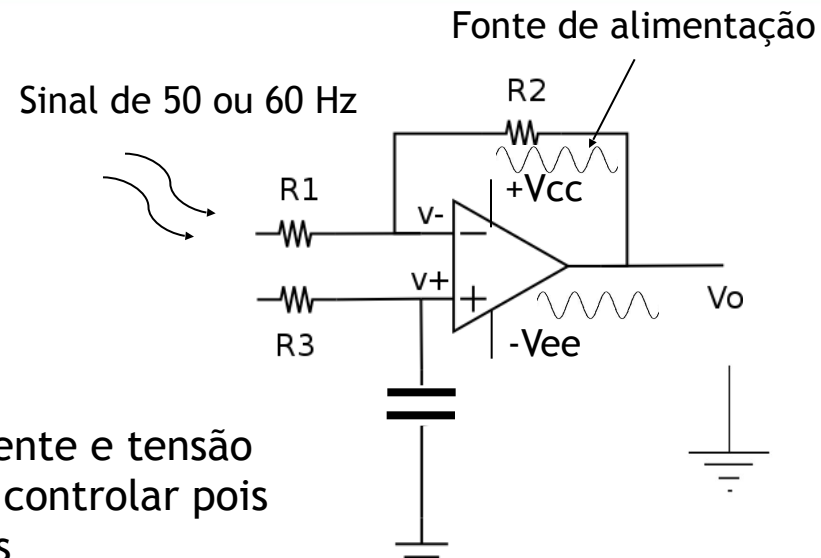 Fonte de alimentação
Sinal de 50 ou 60 Hz
R2
+Vcc
R1
v-
v+
R3
-Vee
Vo
ente e tensão
controlar pois